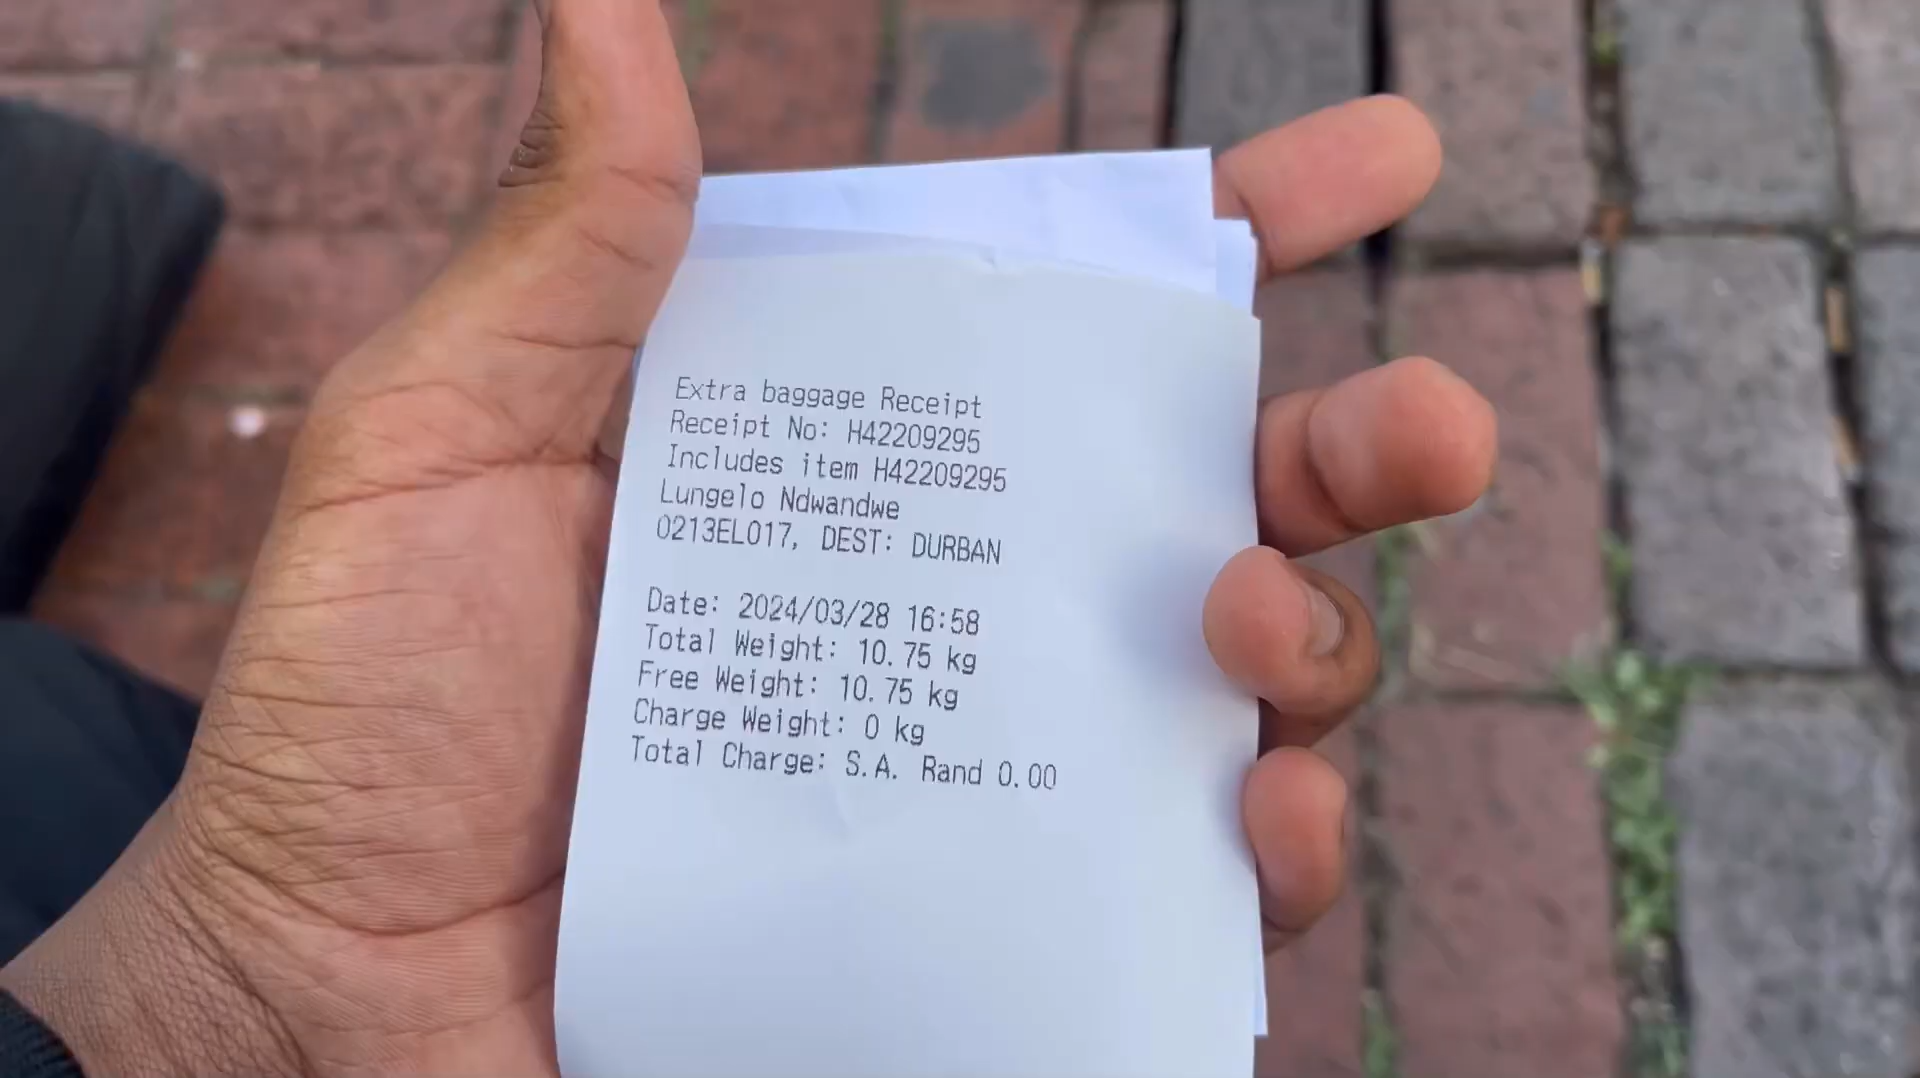 Extra baggage Receipt
Receipt No: H42209295
Includes item H42209295
Lungelo Ndwandwe
0213EL017, DEST: DURBAN
Date: 2024/03/28 16:58
Total Weight: 10.75 kg
Free Weight: 10.75 kg
Charge Weight: 0 kg
Total Charge: S.A. Rand 0.00